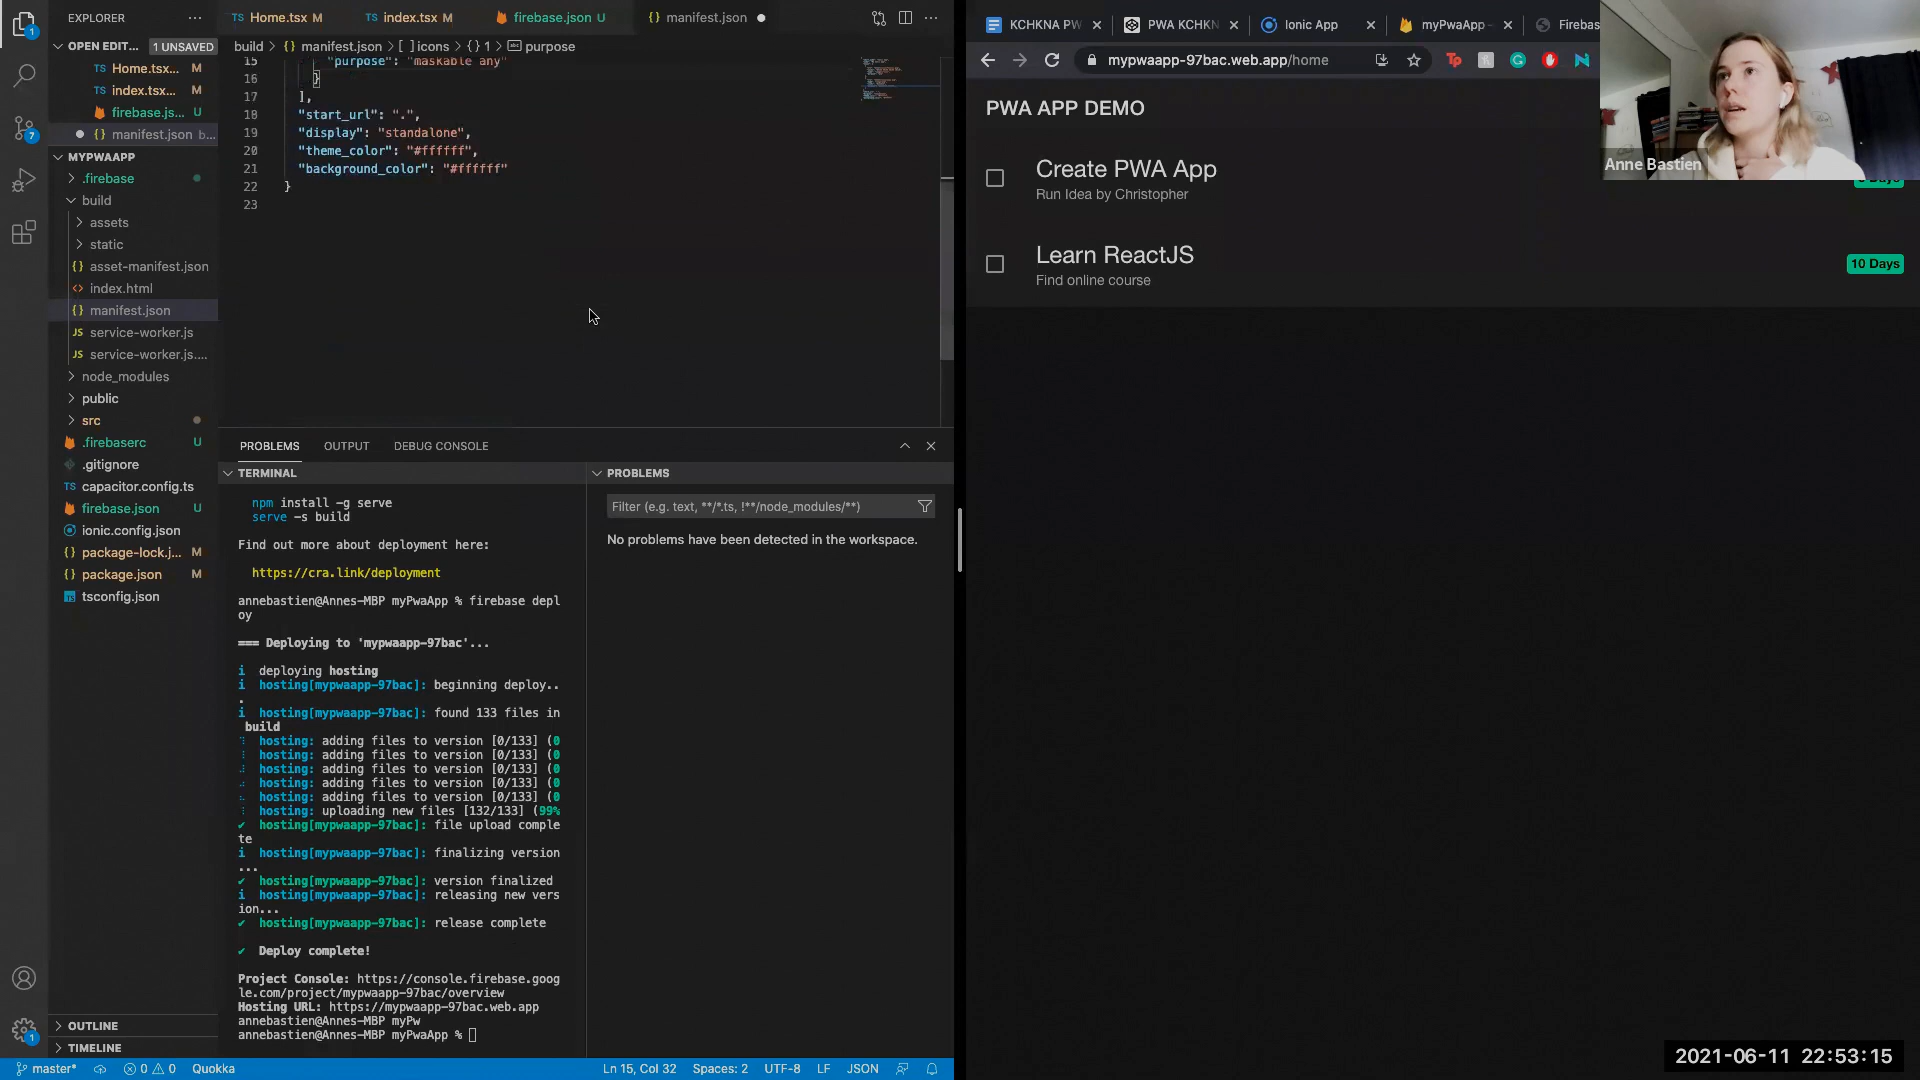 EXPLORER
OPEN EDIT...
1 UNSAVED
Home.tsx... M
index.tsx... M
firebase.js... U
manifest.json b...
MYPWAAPP
.firebase
build
assets
static
asset-manifest.json
index.html
manifest.json
service-worker.js
service-worker.js....
node_modules
public
src
.firebaserc U
.gitignore
capacitor.config.ts
firebase.json U
ionic.config.json
package-lock.j... M
package.json M
tsconfig.json
OUTLINE
TIMELINE
Home.tsx M
index.tsx M
firebase.json U
manifest.json
build > {} manifest.json > [ ] icons > {} 1 > purpose
15 "purpose": "maskable any"
16 }
17 ],
18 "start_url": ".",
19 "display": "standalone",
20 "theme_color": "#ffffff",
21 "background_color": "#ffffff"
22 }
23
PROBLEMS OUTPUT DEBUG CONSOLE
TERMINAL
npm install -g serve
serve -s build
Find out more about deployment here:
https://cra.link/deployment
annebastien@Annes-MBP myPwaApp % firebase depl
oy
=== Deploying to 'mypwaapp-97bac'...
i deploying hosting
i hosting[mypwaapp-97bac]: beginning deploy..
.
i hosting[mypwaapp-97bac]: found 133 files in
build
hosting: adding files to version [0/133] (0
hosting: adding files to version [0/133] (0
hosting: adding files to version [0/133] (0
hosting: adding files to version [0/133] (0
hosting: adding files to version [0/133] (0
hosting: uploading new files [132/133] (99%
✔ hosting[mypwaapp-97bac]: file upload comple
te
i hosting[mypwaapp-97bac]: finalizing version
...
✔ hosting[mypwaapp-97bac]: version finalized
i hosting[mypwaapp-97bac]: releasing new vers
ion...
✔ hosting[mypwaapp-97bac]: release complete
✔ Deploy complete!
Project Console: https://console.firebase.goog
le.com/project/mypwaapp-97bac/overview
Hosting URL: https://mypwaapp-97bac.web.app
annebastien@Annes-MBP myPw
annebastien@Annes-MBP myPwaApp %
PROBLEMS
Filter (e.g. text, **/*.ts, !**/node_modules/**)
No problems have been detected in the workspace.
master* 0 0 Quokka
Ln 15, Col 32 Spaces: 2 UTF-8 LF JSON
KCHKNA PW
PWA KCHKN
Ionic App
myPwaApp -
Firebas
mypwaapp-97bac.web.app/home
PWA APP DEMO
Create PWA App
Run Idea by Christopher
Learn ReactJS
Find online course
10 Days
Anne Bastien
2021-06-11 22:53:15